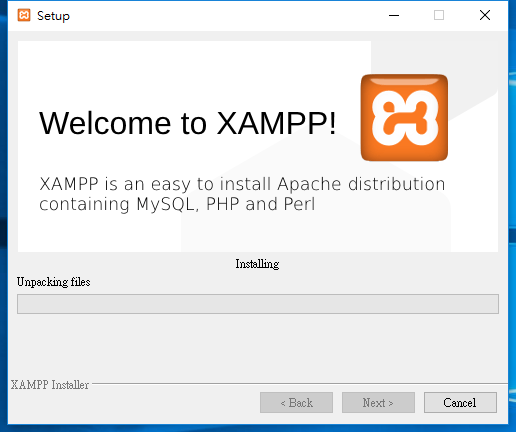 Setup
Welcome to XAMPP!
XAMPP is an easy to install Apache distribution
containing MySQL, PHP and Perl
Installing
Unpacking files
XAMPP Installer
< Back
Next >
Cancel